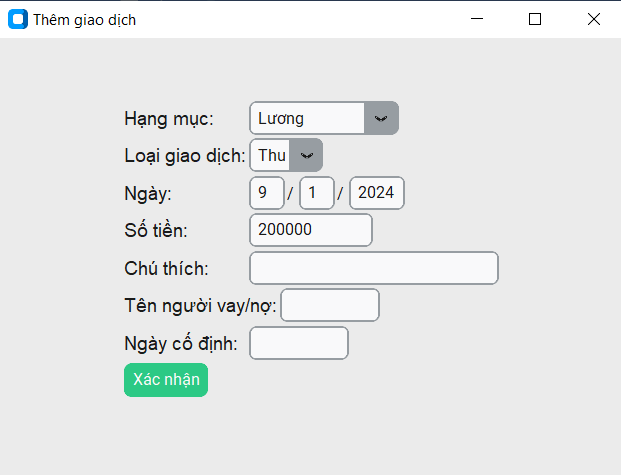 Thêm giao dịch
Hạng mục: Lương
Loại giao dịch: Thu
Ngày: 9 / 1 / 2024
Số tiền: 200000
Chú thích:
Tên người vay/nợ:
Ngày cố định:
Xác nhận